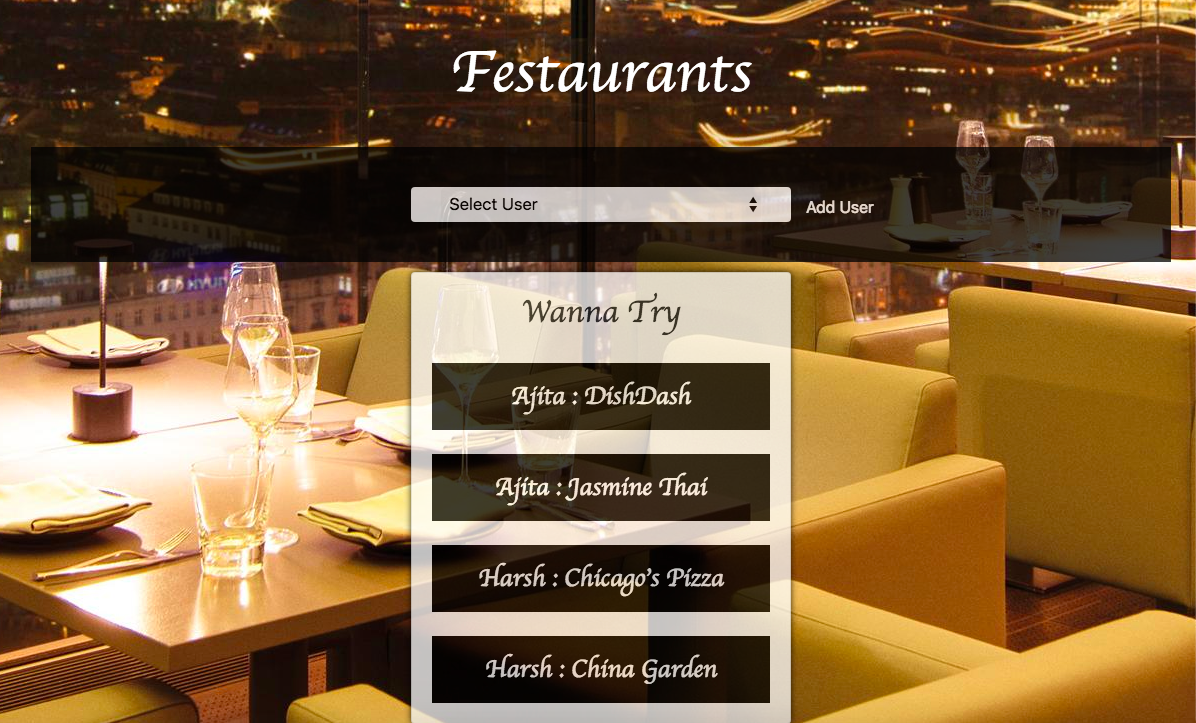 Festaurants
Select User
Add User
Wanna Try
Ajita : DishDash
Ajita : Jasmine Thai
Harsh : Chicago's Pizza
Harsh : China Garden